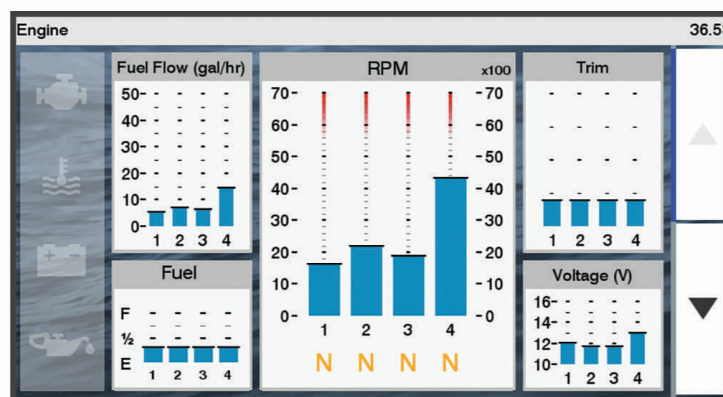 Engine 36.5
Fuel Flow (gal/hr)
50-
40-
30-
20-
10-
0-
1 2 3 4
RPM x100
70- -70
60- -60
50- -50
40- -40
30- -30
20- -20
10- -10
0- -0
1 2 3 4
N N N N
Trim
1 2 3 4
Fuel
F
½
E
1 2 3 4
Voltage (V)
16-
14-
12-
10-
1 2 3 4